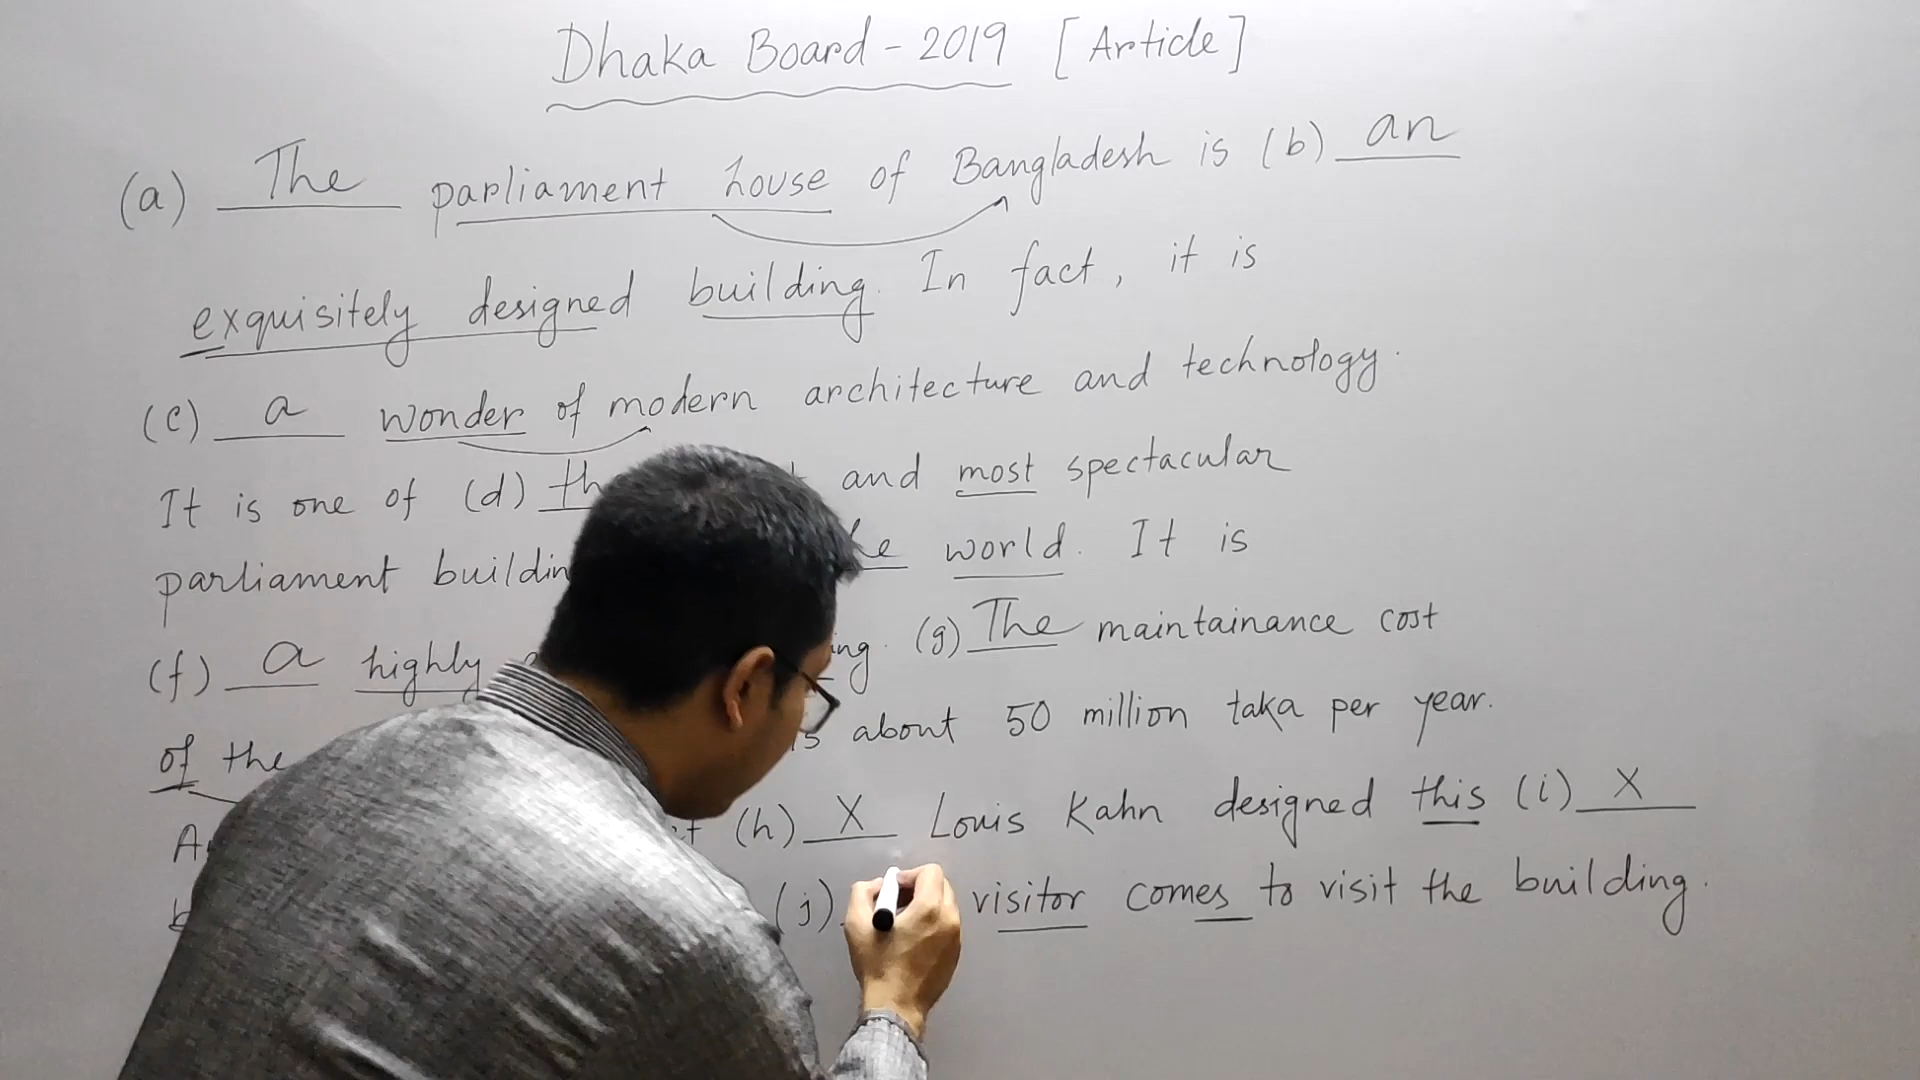 Dhaka Board - 2019 [Article]
(a) The parliament house of Bangladesh is (b) an
exquisitely designed building. In fact, it is
(c) a wonder of modern architecture and technology.
It is one of (d) and most spectacular
parliament world. It is
(f) a highly (g) The maintainance cost
of the about 50 million taka per year.
(h) X Louis Kahn designed this (i) X
(j) visitor comes to visit the building.